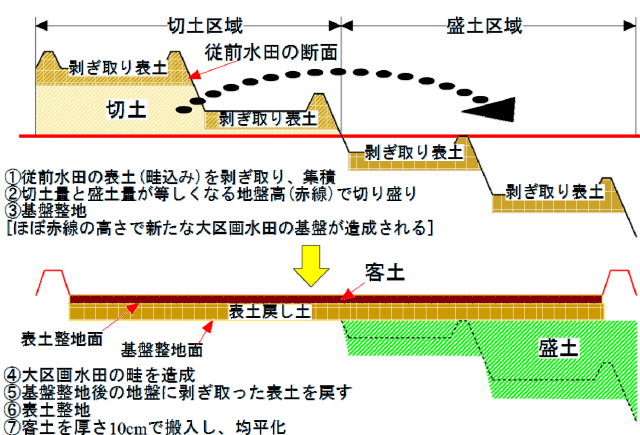 切土区域
盛土区域
従前水田の断面
剥ぎ取り表土
切土
剥ぎ取り表土
剥ぎ取り表土
剥ぎ取り表土
①従前水田の表土(畦込み)を剥ぎ取り、集積
②切土量と盛土量が等しくなる地盤高(赤線)で切り盛り
③基盤整地
[ほぼ赤線の高さで新たな大区画水田の基盤が造成される]
客土
表土戻し土
表土整地面
基盤整地面
盛土
④大区画水田の畦を造成
⑤基盤整地後の地盤に剥ぎ取った表土を戻す
⑥表土整地
⑦客土を厚さ10cmで搬入し、均平化